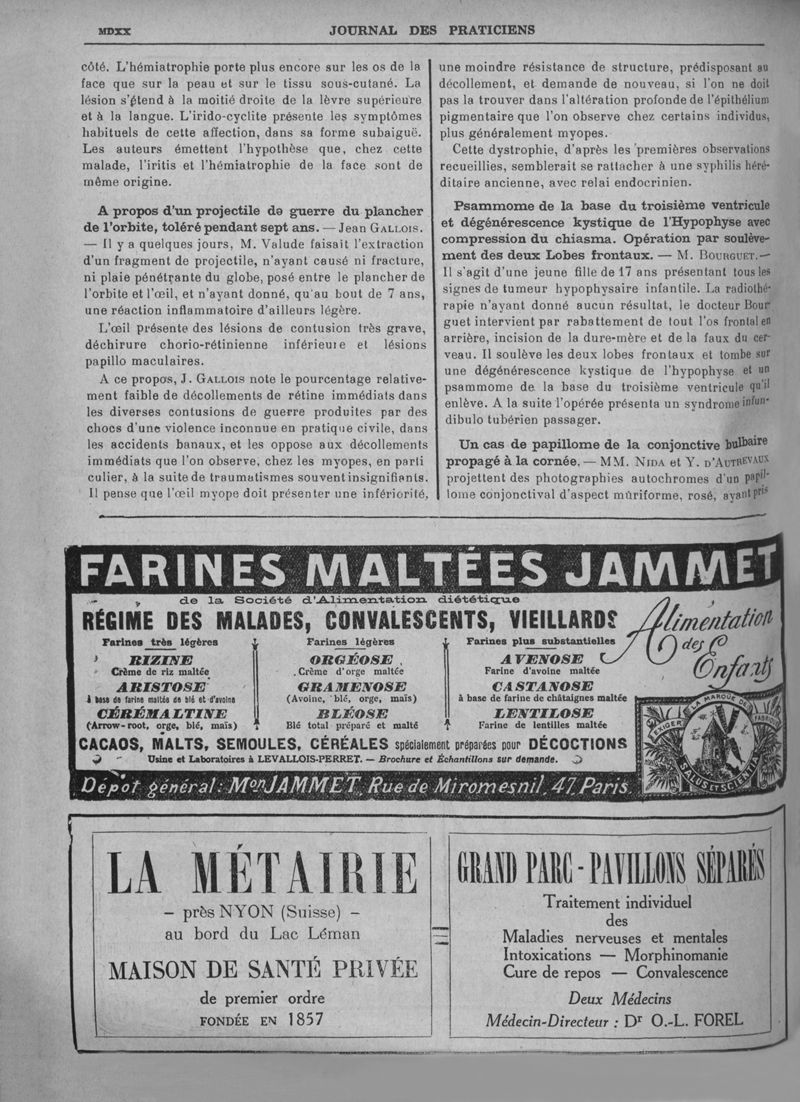 MDXX
JOURNAL DES PRATICIENS
côté. L'hémiatrophie porte plus encore sur les os de la
face que sur la peau et sur le tissu sous-cutané. La
lésion s'étend à la moitié droite de la lèvre supérieure
et à la langue. L'irido-cyclite présente les symptômes
habituels de cette affection, dans sa forme subaiguë.
Les auteurs émettent l'hypothèse que, chez cette
malade, l'iritis et l'hémiatrophie de la face sont de
même origine.
A propos d'un projectile de guerre du plancher
de l'orbite, toléré pendant sept ans. — Jean GALLOIS.
— Il y a quelques jours, M. Valude faisait l'extraction
d'un fragment de projectile, n'ayant causé ni fracture,
ni plaie pénétrante du globe, posé entre le plancher de
l'orbite et l'œil, et n'ayant donné, qu'au bout de 7 ans,
une réaction inflammatoire d'ailleurs légère.
L'œil présente des lésions de contusion très grave,
déchirure chorio-rétinienne inférieure et lésions
papillo maculaires.
A ce propos, J. GALLOIS note le pourcentage relative-
ment faible de décollements de rétine immédiats dans
les diverses contusions de guerre produites par des
chocs d'une violence inconnue en pratique civile, dans
les accidents banaux, et les oppose aux décollements
immédiats que l'on observe, chez les myopes, en parti
culier, à la suite de traumatismes souvent insignifiants.
Il pense que l'œil myope doit présenter une infériorité,
une moindre résistance de structure, prédisposant au
décollement, et demande de nouveau, si l'on ne doit
pas la trouver dans l'altération profonde de l'épithélium
pigmentaire que l'on observe chez certains individus,
plus généralement myopes.
Cette dystrophie, d'après les premières observations
recueillies, semblerait se rattacher à une syphilis héré-
ditaire ancienne, avec relai endocrinien.
Psammome de la base du troisième ventricule
et dégénérescence kystique de l'Hypophyse avec
compression du chiasma. Opération par soulève-
ment des deux Lobes frontaux. — M. BOURGUET. —
Il s'agit d'une jeune fille de 17 ans présentant tous les
signes de tumeur hypophysaire infantile. La radiothé-
rapie n'ayant donné aucun résultat, le docteur Bour
guet intervient par rabattement de tout l'os frontal en
arrière, incision de la dure-mère et de la faux du cer-
veau. Il soulève les deux lobes frontaux et tombe sur
une dégénérescence kystique de l'hypophyse et un
psammome de la base du troisième ventricule qu'il
enlève. A la suite l'opérée présenta un syndrome infun-
dibulo tubérien passager.
Un cas de papillome de la conjonctive bulbaire
propagé à la cornée. — MM. NIDA et Y. D'AUTREVAUX
projettent des photographies autochromes d'un papil-
lome conjonctival d'aspect mûriforme, rosé, ayant pris
FARINES MALTÉES JAMMET
de la Société d'Alimentation diététique
RÉGIME DES MALADES, CONVALESCENTS, VIEILLARDS
Alimentation
des
Enfants
Farines très légères
RIZINE
Crème de riz maltée
ARISTOSE
à base de farine maltée de blé et d'avoine
CÉRÉMALTINE
(Arrow-root, orge, blé, maïs)
Farines légères
ORGÉOSE
Crème d'orge maltée
GRAMENOSE
(Avoine, blé, orge, maïs)
BLÉOSE
Blé total préparé et malté
Farines plus substantielles
AVENOSE
Farine d'avoine maltée
CASTANOSE
à base de farine de châtaignes maltée
LENTILOSE
Farine de lentilles maltée
CACAOS, MALTS, SEMOULES, CÉRÉALES spécialement préparées pour DÉCOCTIONS
Usine et Laboratoires à LEVALLOIS-PERRET. — Brochure et Échantillons sur demande.
EXIGER LA MARQUE DE FABRIQUE
SALUS ET SCIENTIA
Dépôt général: Mon JAMMET, Rue de Miromesnil, 47, Paris.
LA MÉTAIRIE
– près NYON (Suisse) –
au bord du Lac Léman
MAISON DE SANTÉ PRIVÉE
de premier ordre
FONDÉE EN 1857
GRAND PARC - PAVILLONS SÉPARÉS
Traitement individuel
des
Maladies nerveuses et mentales
Intoxications — Morphinomanie
Cure de repos — Convalescence
Deux Médecins
Médecin-Directeur : Dr O.-L. FOREL